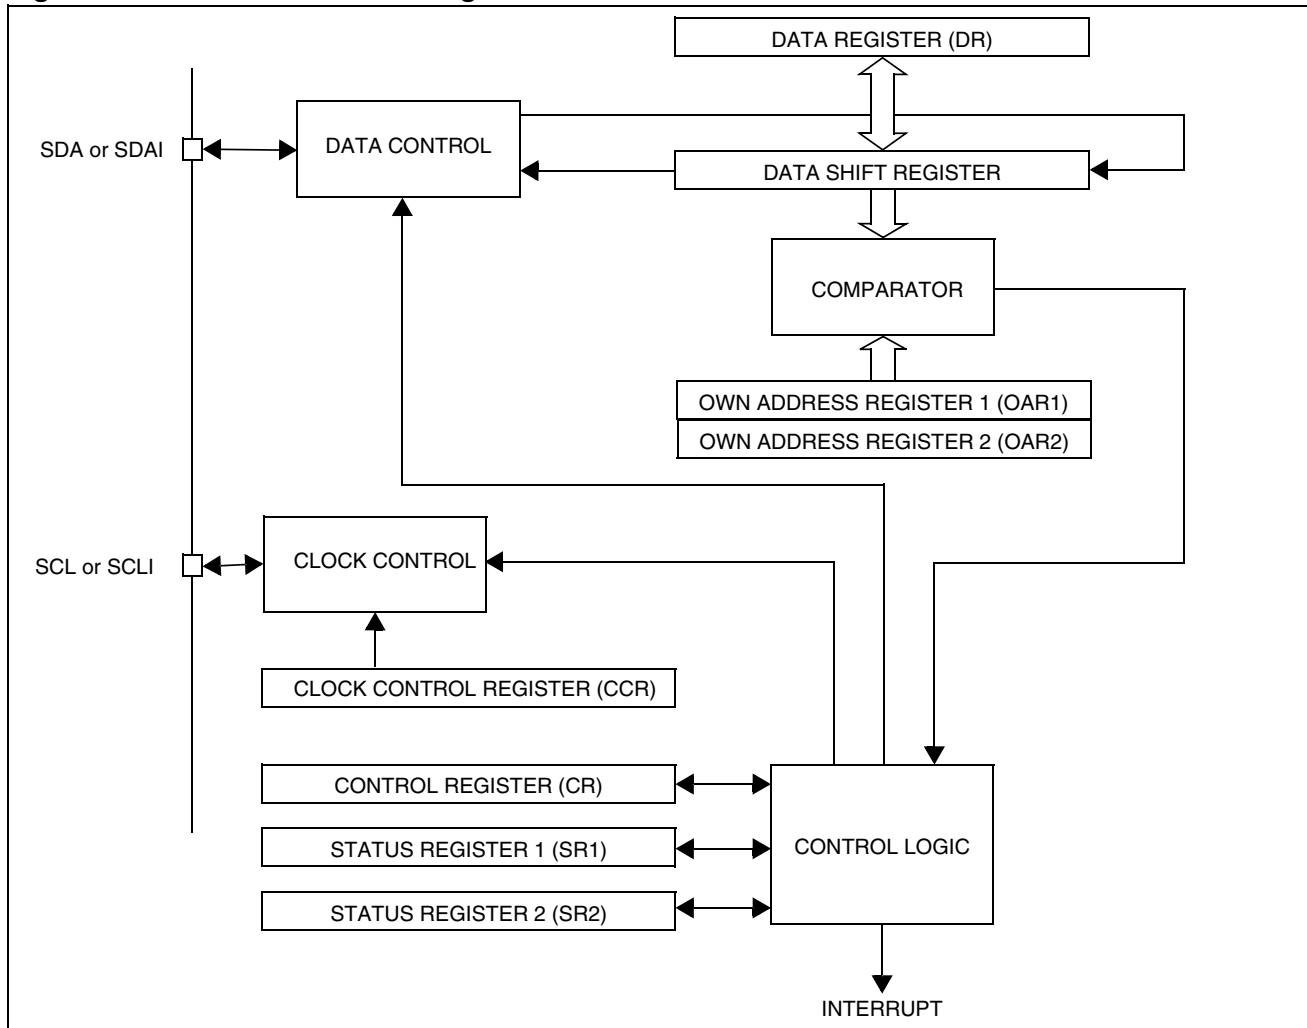 DATA REGISTER (DR)
SDA or SDAI
DATA CONTROL
DATA SHIFT REGISTER
COMPARATOR
OWN ADDRESS REGISTER 1 (OAR1)
OWN ADDRESS REGISTER 2 (OAR2)
SCL or SCLI
CLOCK CONTROL
CLOCK CONTROL REGISTER (CCR)
CONTROL REGISTER (CR)
STATUS REGISTER 1 (SR1)
CONTROL LOGIC
STATUS REGISTER 2 (SR2)
INTERRUPT